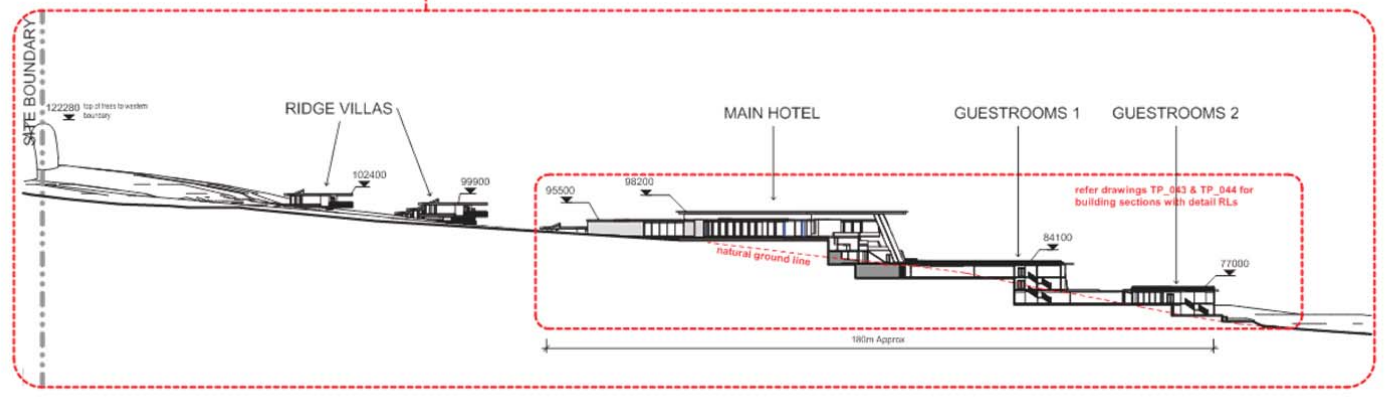 SITE BOUNDARY
122280 top of trees to western
boundary
RIDGE VILLAS
MAIN HOTEL
GUESTROOMS 1
GUESTROOMS 2
102400
99900
95500
98200
refer drawings TP_043 & TP_044 for
building sections with detail RLs
84100
natural ground line
77000
180m Approx